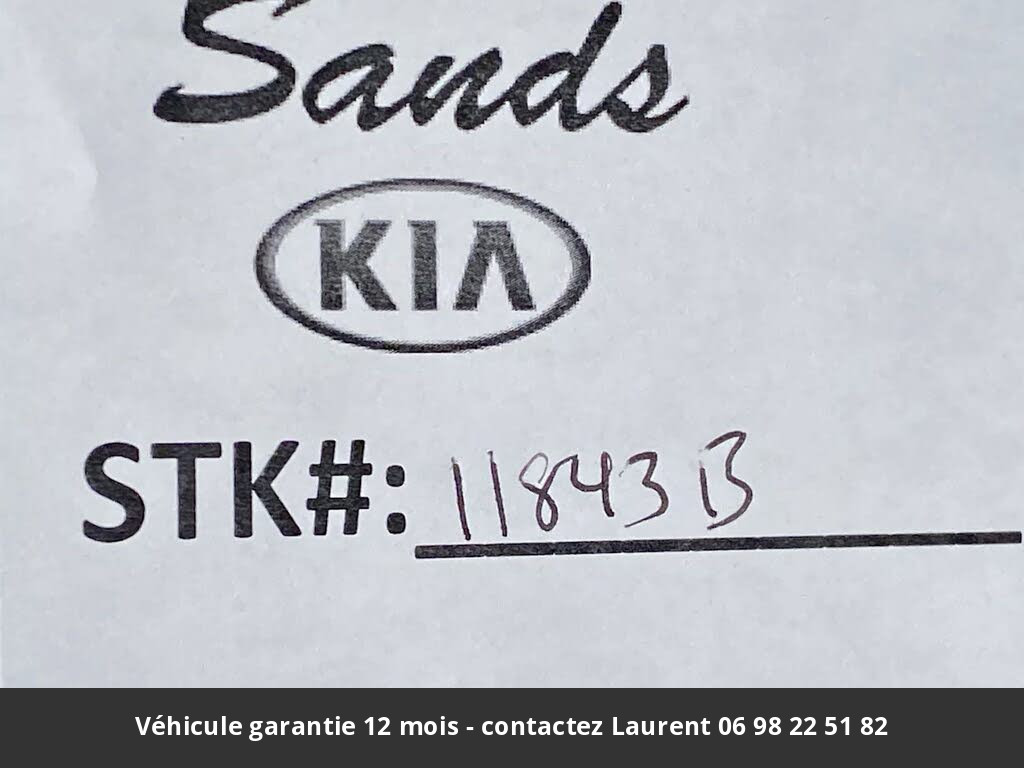 Sands
KIA
STK#: 11843B
Véhicule garantie 12 mois - contactez Laurent 06 98 22 51 82